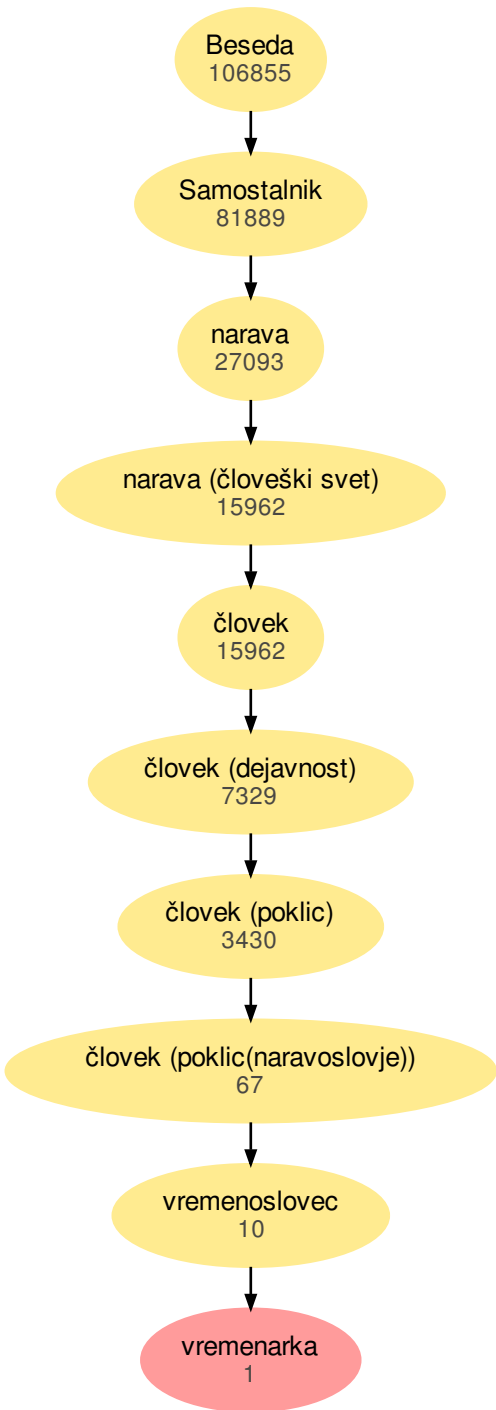 Beseda
106855
Samostalnik
81889
narava
27093
narava (človeški svet)
15962
človek
15962
človek (dejavnost)
7329
človek (poklic)
3430
človek (poklic(naravoslovje))
67
vremenoslovec
10
vremenarka
1